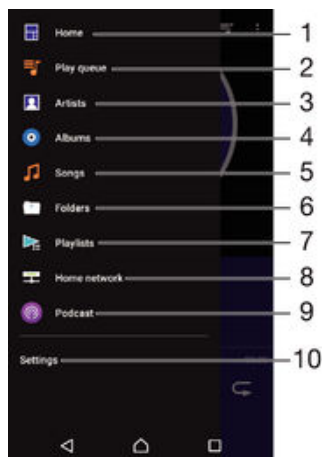 Home 1
Play queue 2
Artists 3
Albums 4
Songs 5
Folders 6
Playlists 7
Home network 8
Podcast 9
Settings 10